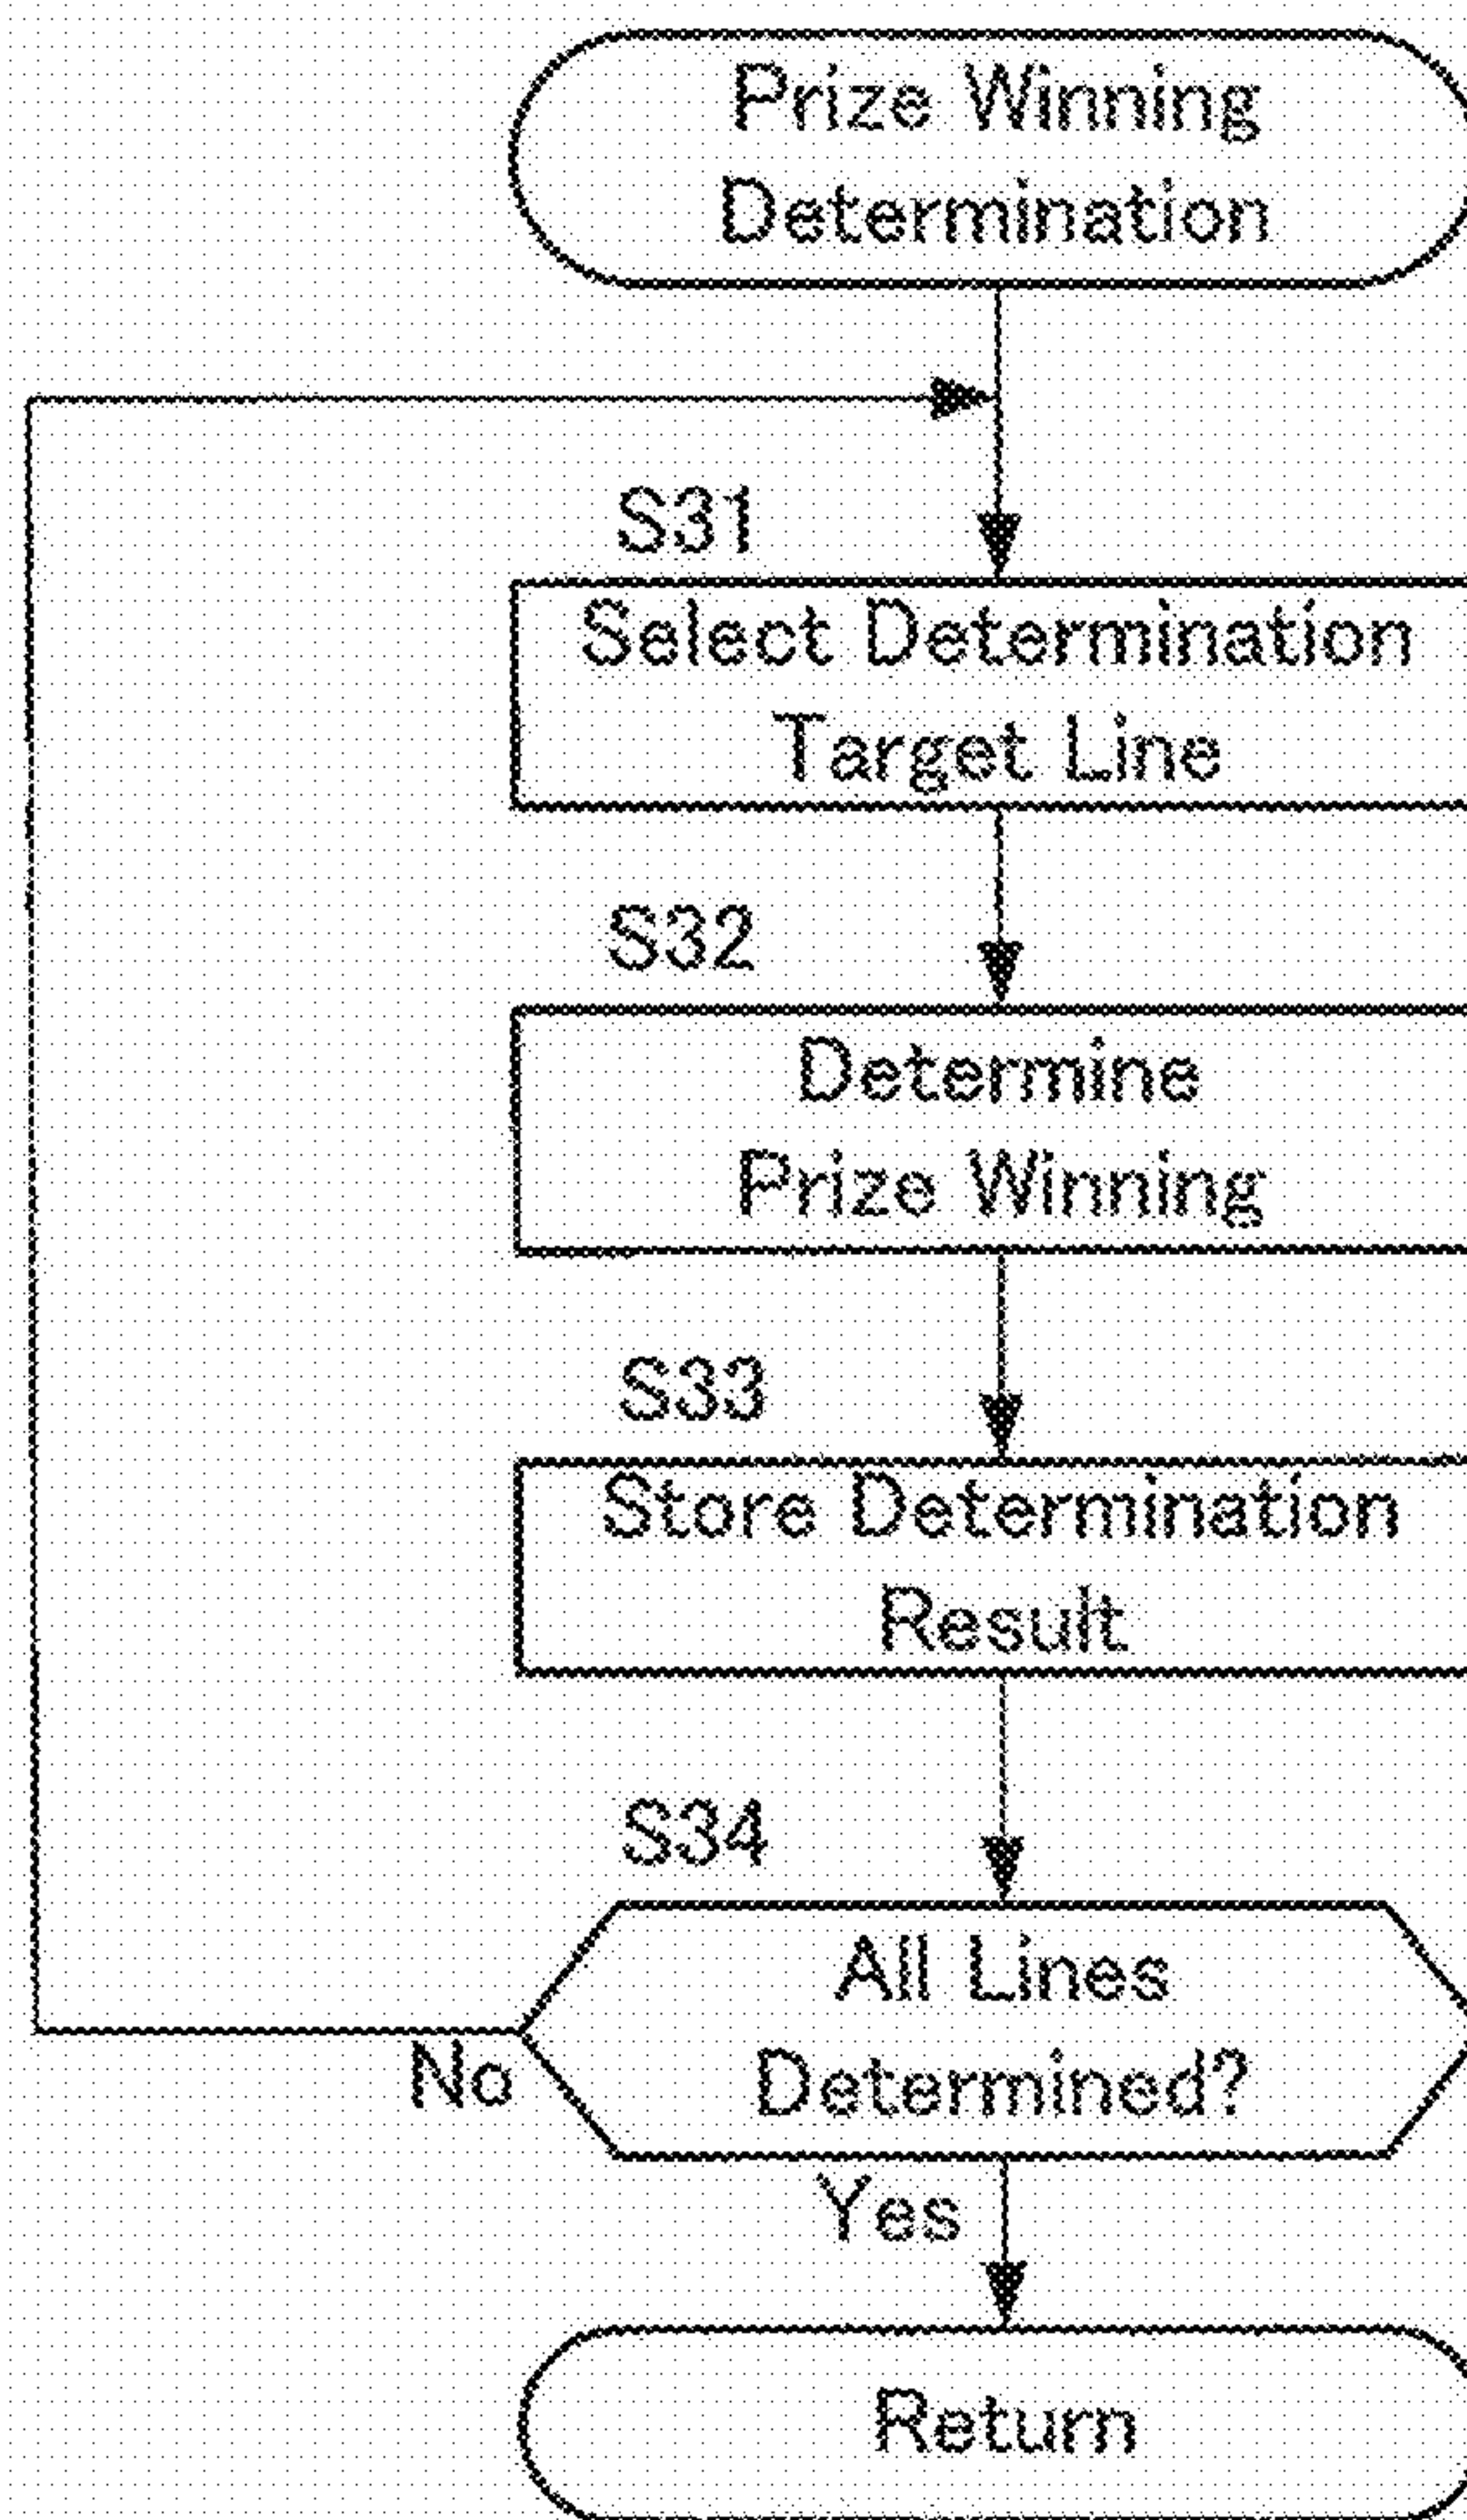 Prize Winning
Determination
S31
Select Determination
Target Line
S32
Determine
Prize Winning
S33
Store Determination
Result
S34
All Lines
Determined?
No
Yes
Return